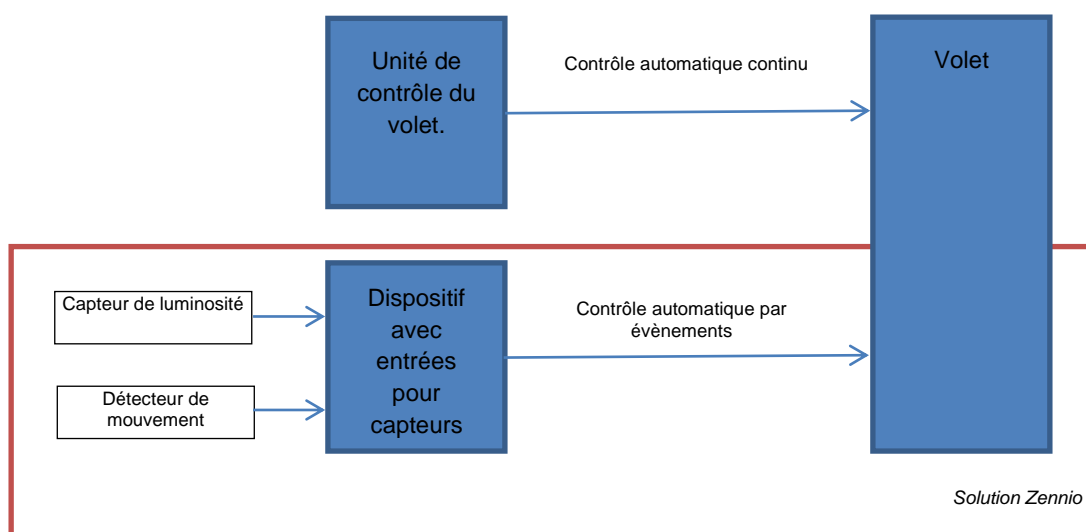 Unité de
contrôle du
volet.
Contrôle automatique continu
Volet
Capteur de luminosité
Détecteur de
mouvement
Dispositif
avec
entrées
pour
capteurs
Contrôle automatique par
évènements
Solution Zennio